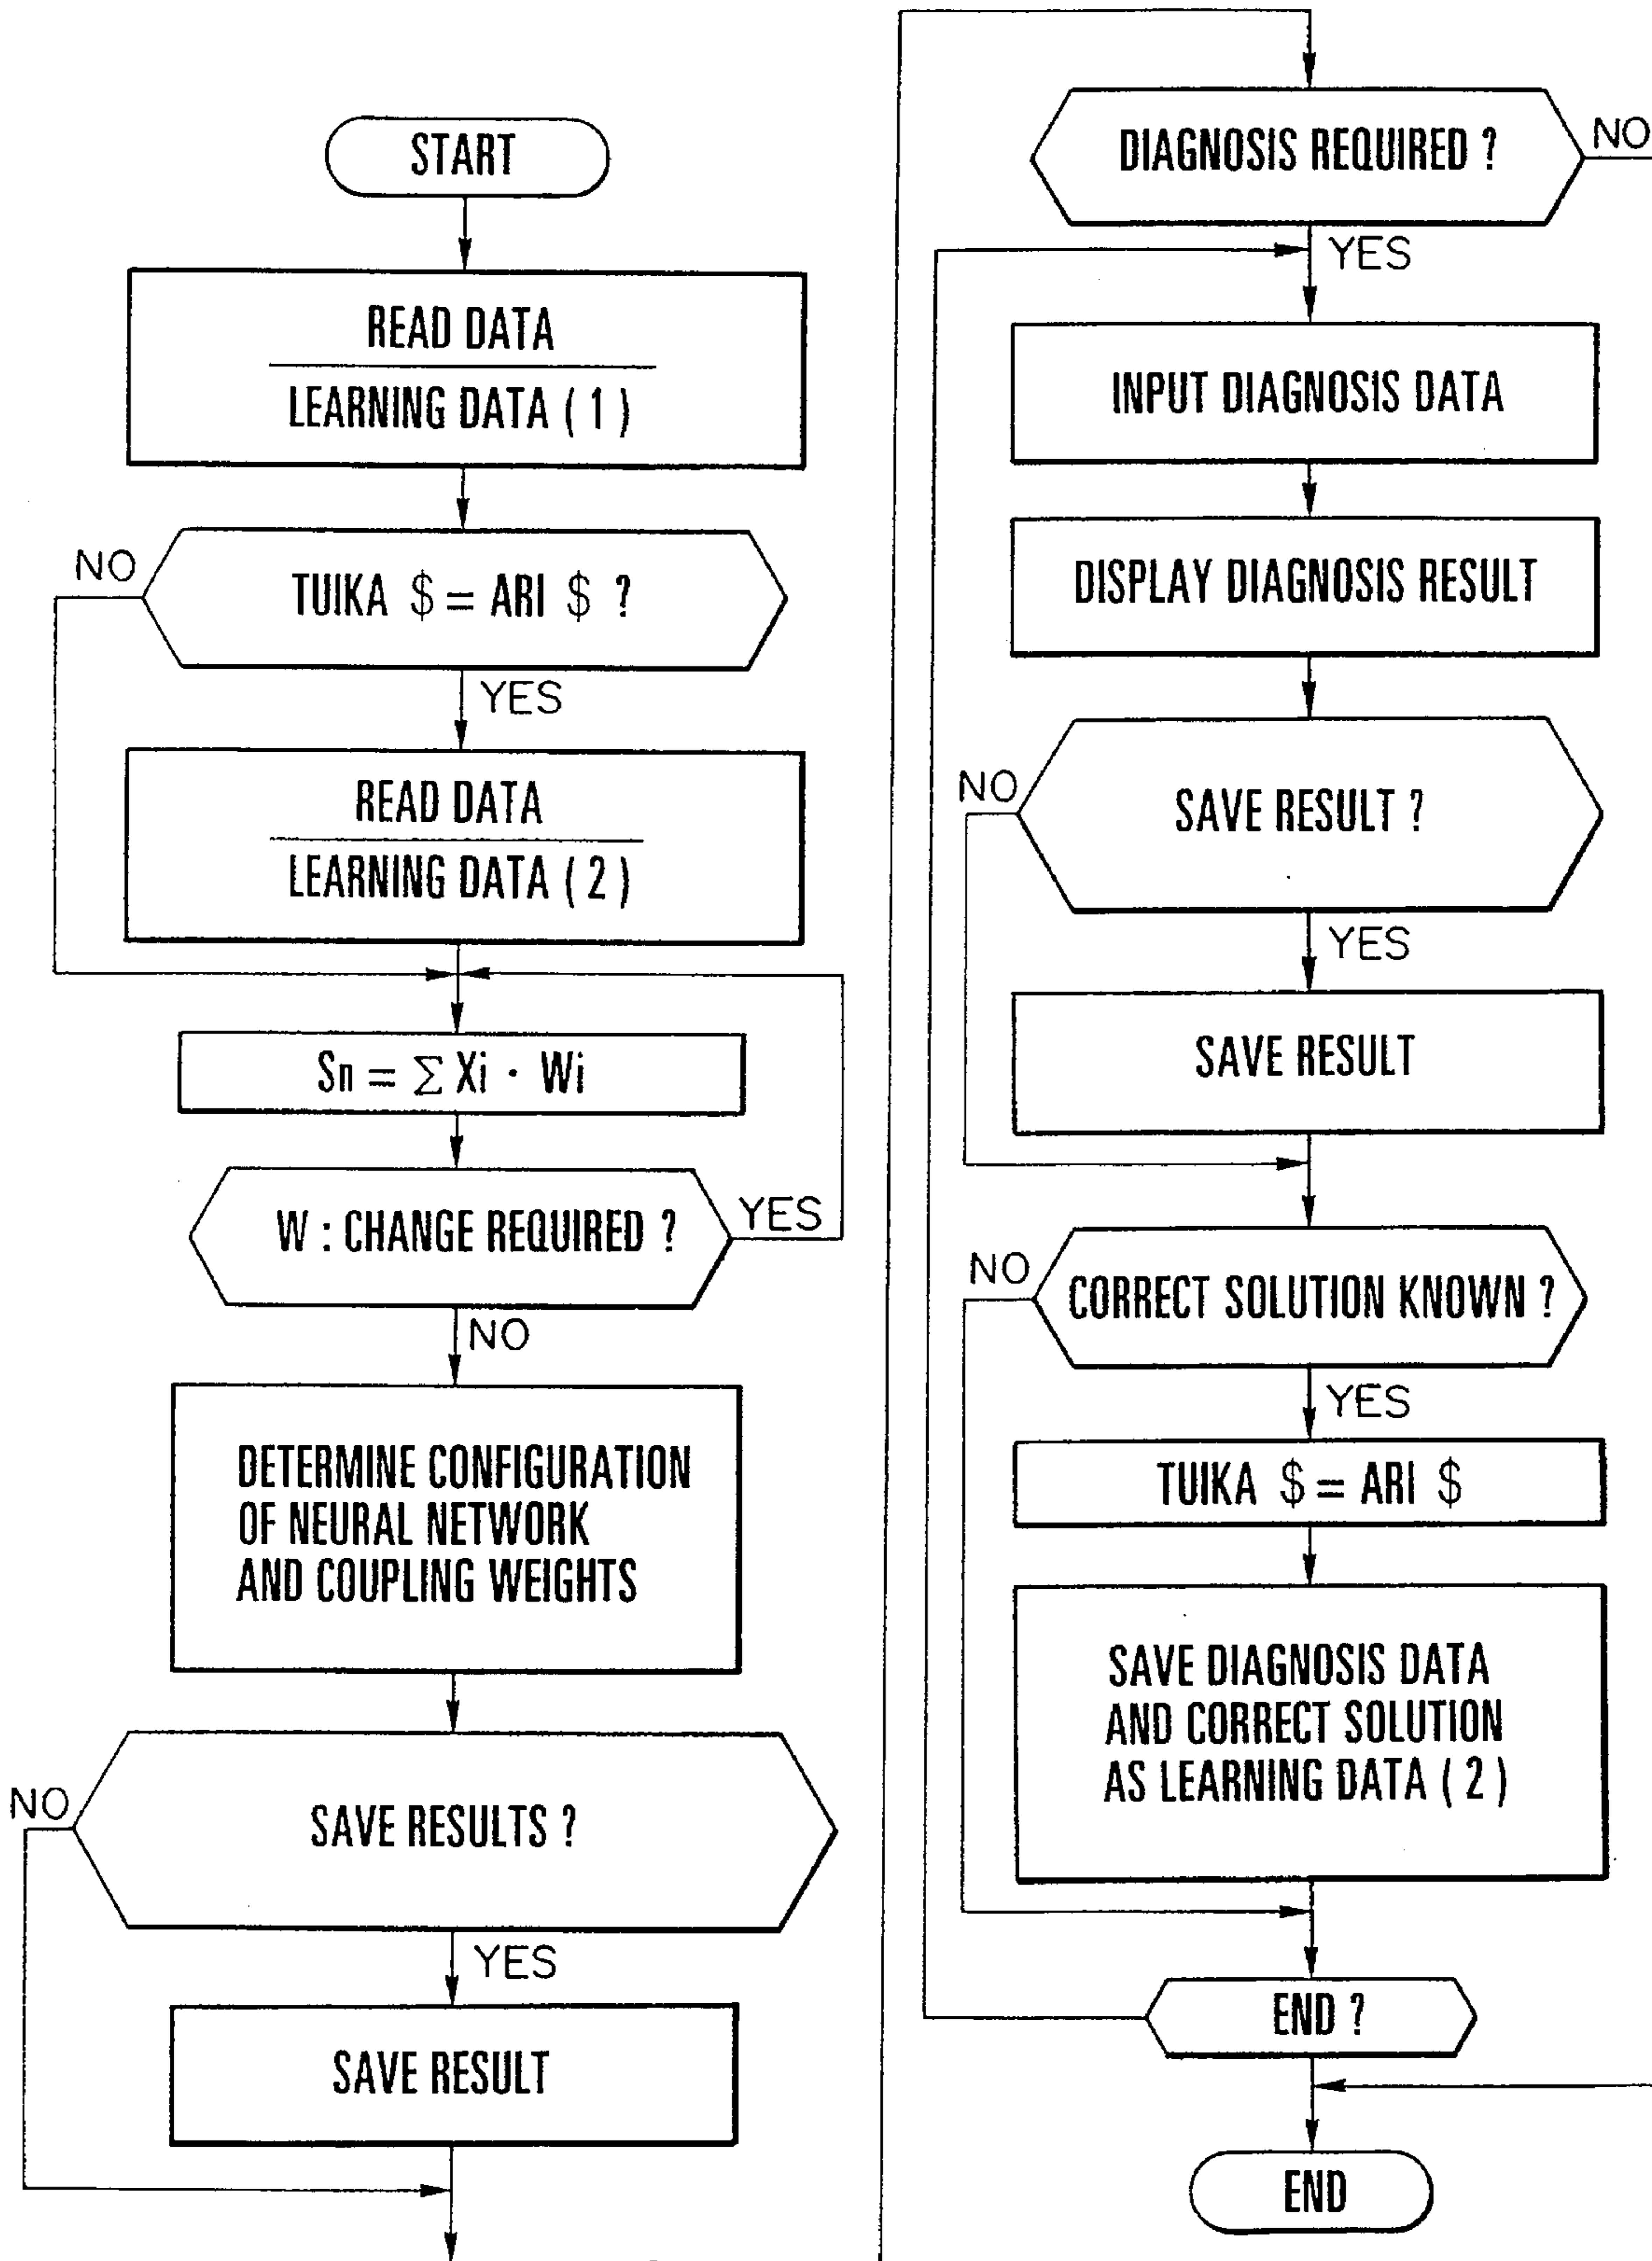 START
READ DATA
LEARNING DATA ( 1 )
NO
TUIKA $ = ARI $ ?
YES
READ DATA
LEARNING DATA ( 2 )
Sn = Σ Xi · Wi
W : CHANGE REQUIRED ?
YES
NO
DETERMINE CONFIGURATION
OF NEURAL NETWORK
AND COUPLING WEIGHTS
NO
SAVE RESULTS ?
YES
SAVE RESULT
DIAGNOSIS REQUIRED ?
NO
YES
INPUT DIAGNOSIS DATA
DISPLAY DIAGNOSIS RESULT
NO
SAVE RESULT ?
YES
SAVE RESULT
NO
CORRECT SOLUTION KNOWN ?
YES
TUIKA $ = ARI $
SAVE DIAGNOSIS DATA
AND CORRECT SOLUTION
AS LEARNING DATA ( 2 )
END ?
END